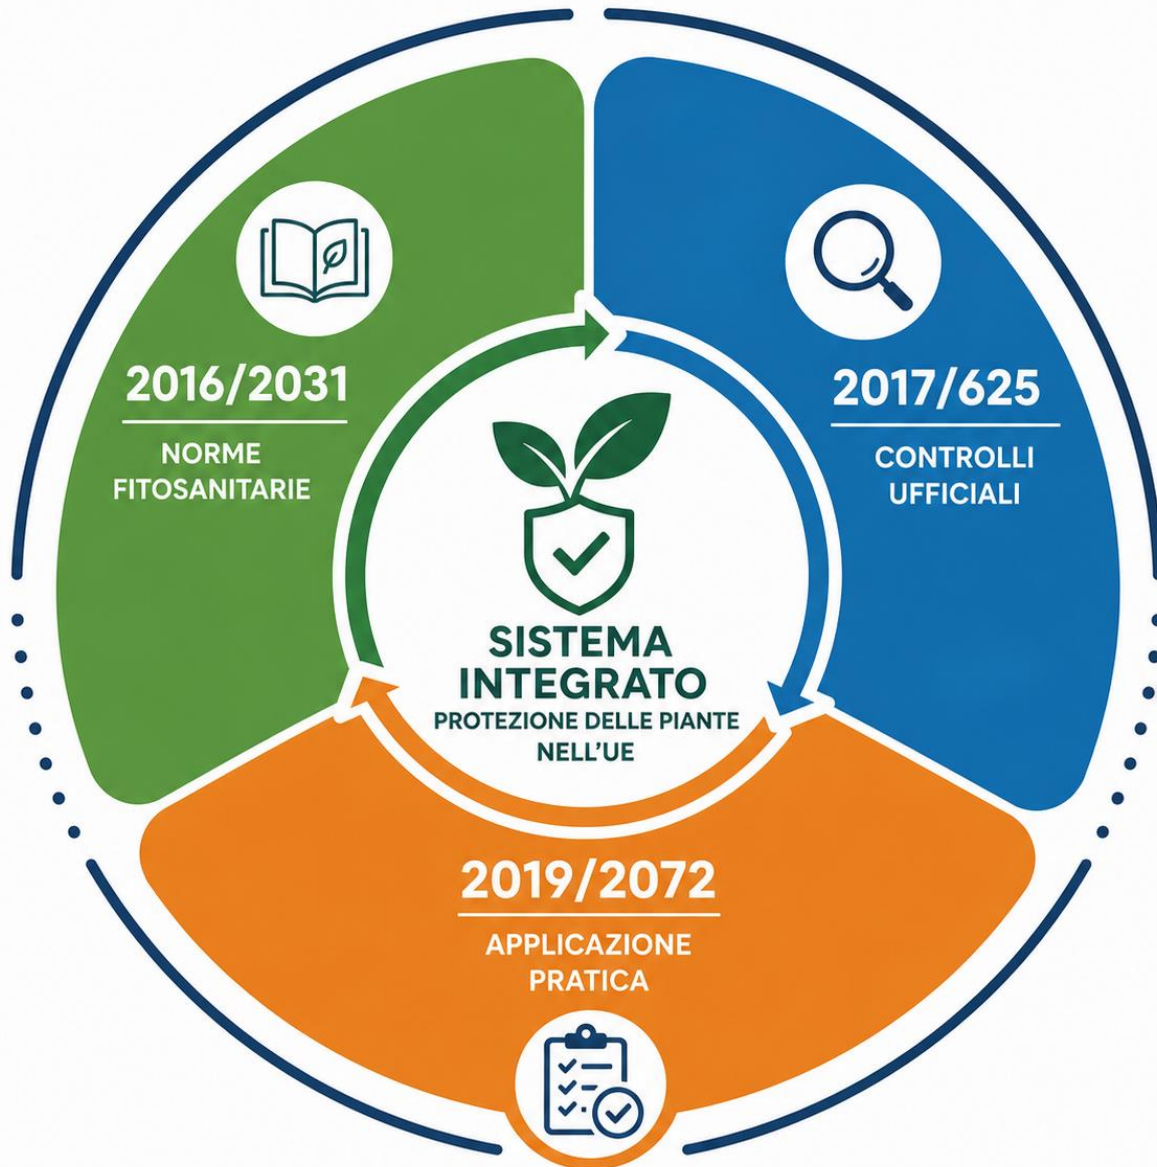 2016/2031
NORME
FITOSANITARIE
2017/625
CONTROLLI
UFFICIALI
SISTEMA
INTEGRATO
PROTEZIONE DELLE PIANTE
NELL'UE
2019/2072
APPLICAZIONE
PRATICA